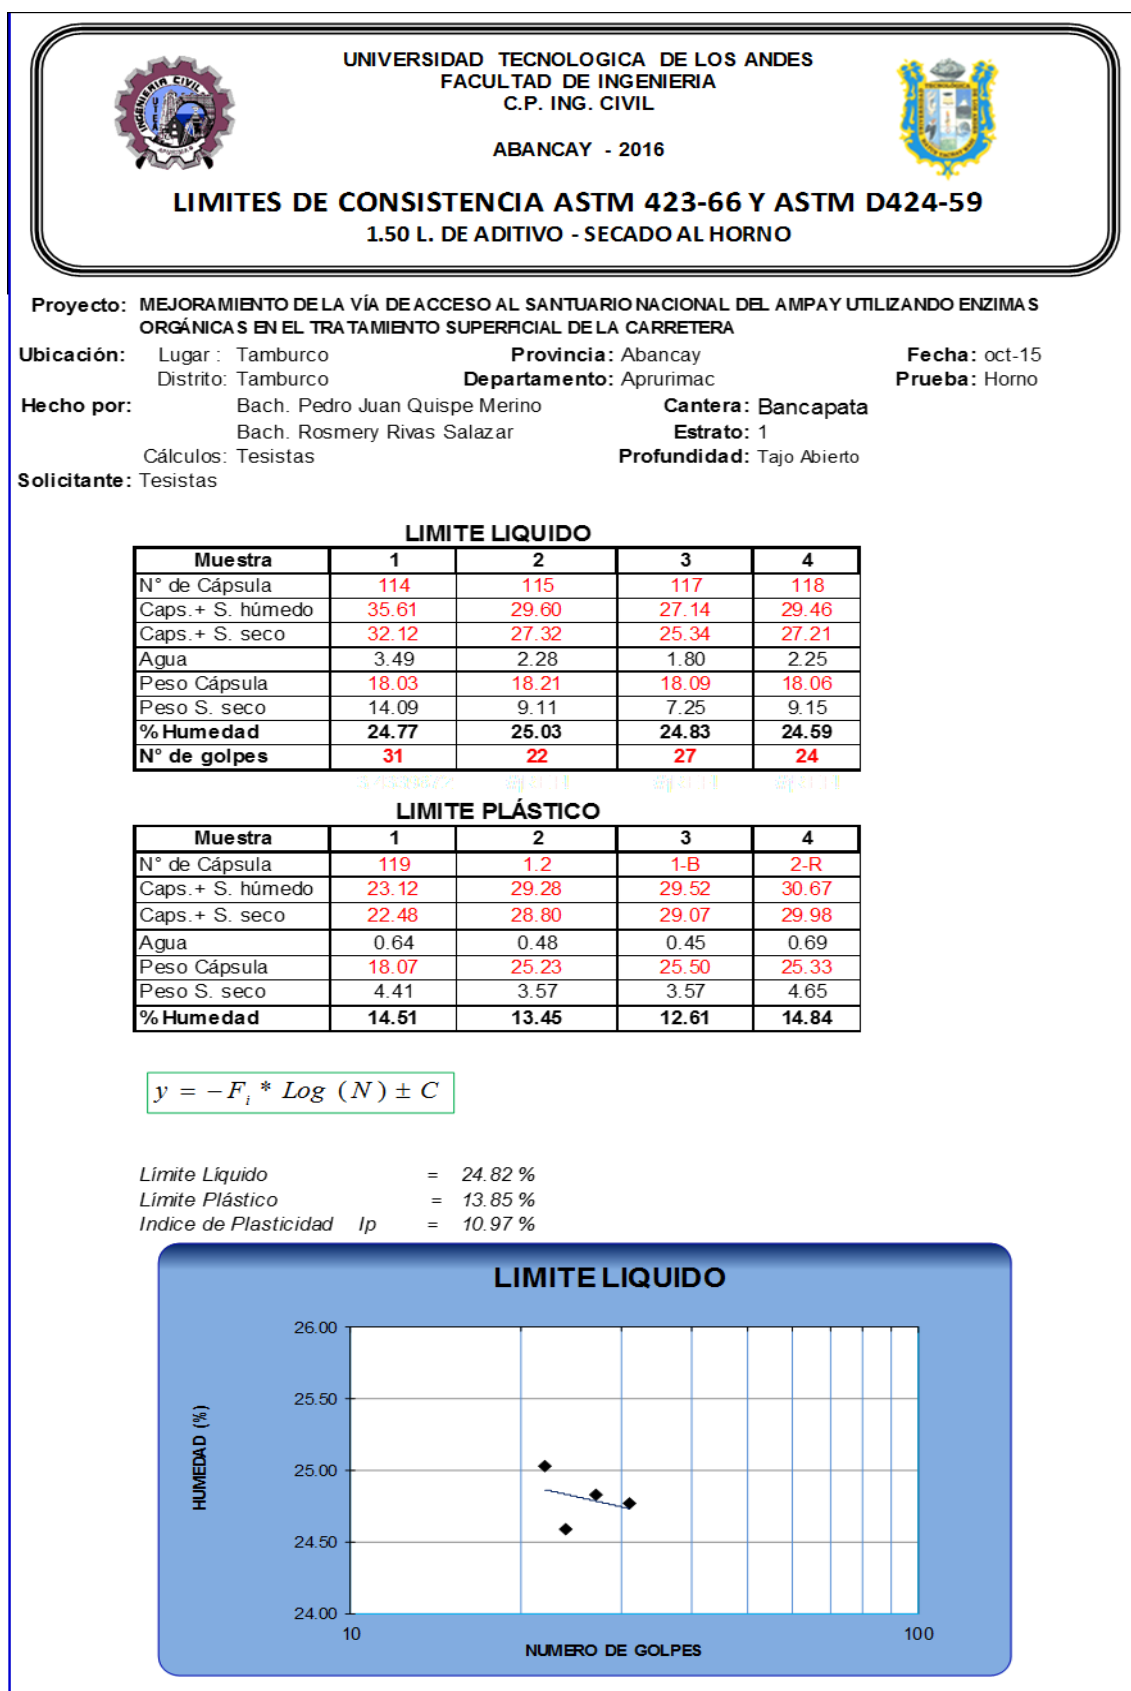 UNIVERSIDAD TECNOLOGICA DE LOS ANDES
FACULTAD DE INGENIERIA
C.P. ING. CIVIL
ABANCAY - 2016
INGENIERIA CIVIL
UTEA
APURIMAC
LIMITES DE CONSISTENCIA ASTM 423-66 Y ASTM D424-59
1.50 L. DE ADITIVO - SECADO AL HORNO
Proyecto: MEJORAMIENTO DE LA VÍA DE ACCESO AL SANTUARIO NACIONAL DEL AMPAY UTILIZANDO ENZIMAS
ORGÁNICAS EN EL TRATAMIENTO SUPERFICIAL DE LA CARRETERA
Ubicación: Lugar : Tamburco Provincia: Abancay Fecha: oct-15
Distrito: Tamburco Departamento: Aprurimac Prueba: Horno
Hecho por: Bach. Pedro Juan Quispe Merino Cantera: Bancapata
Bach. Rosmery Rivas Salazar Estrato: 1
Cálculos: Tesistas Profundidad: Tajo Abierto
Solicitante: Tesistas
LIMITE LIQUIDO
Muestra 1 2 3 4
N° de Cápsula 114 115 117 118
Caps.+ S. húmedo 35.61 29.60 27.14 29.46
Caps.+ S. seco 32.12 27.32 25.34 27.21
Agua 3.49 2.28 1.80 2.25
Peso Cápsula 18.03 18.21 18.09 18.06
Peso S. seco 14.09 9.11 7.25 9.15
% Humedad 24.77 25.03 24.83 24.59
N° de golpes 31 22 27 24
LIMITE PLÁSTICO
Muestra 1 2 3 4
N° de Cápsula 119 1.2 1-B 2-R
Caps.+ S. húmedo 23.12 29.28 29.52 30.67
Caps.+ S. seco 22.48 28.80 29.07 29.98
Agua 0.64 0.48 0.45 0.69
Peso Cápsula 18.07 25.23 25.50 25.33
Peso S. seco 4.41 3.57 3.57 4.65
% Humedad 14.51 13.45 12.61 14.84
y = −F_i * Log (N) ± C
Límite Líquido = 24.82 %
Límite Plástico = 13.85 %
Indice de Plasticidad Ip = 10.97 %
LIMITE LIQUIDO
HUMEDAD (%)
26.00
25.50
25.00
24.50
24.00
10 100
NUMERO DE GOLPES